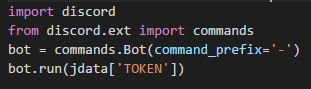 import discord
from discord.ext import commands
bot = commands.Bot(command_prefix='-')
bot.run(jdata['TOKEN'])